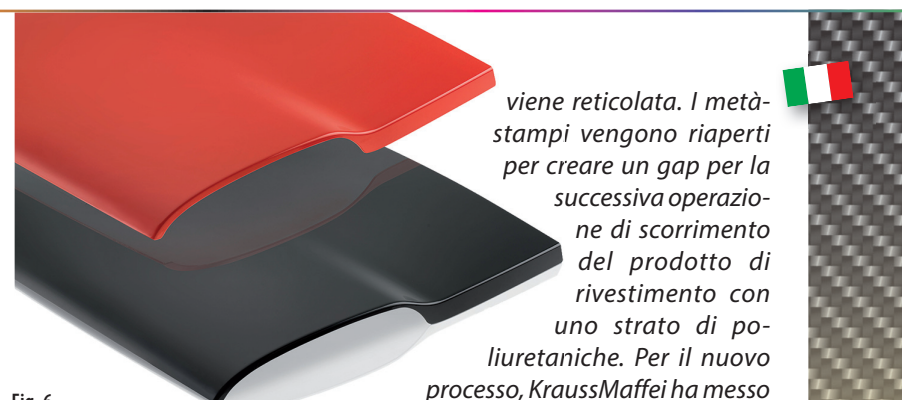 viene reticolata. I metà-
stampi vengono riaperti
per creare un gap per la
successiva operazio-
ne di scorrimento
del prodotto di
rivestimento con
uno strato di po-
liuretaniche. Per il nuovo
processo, KraussMaffei ha messo
Fig. 6